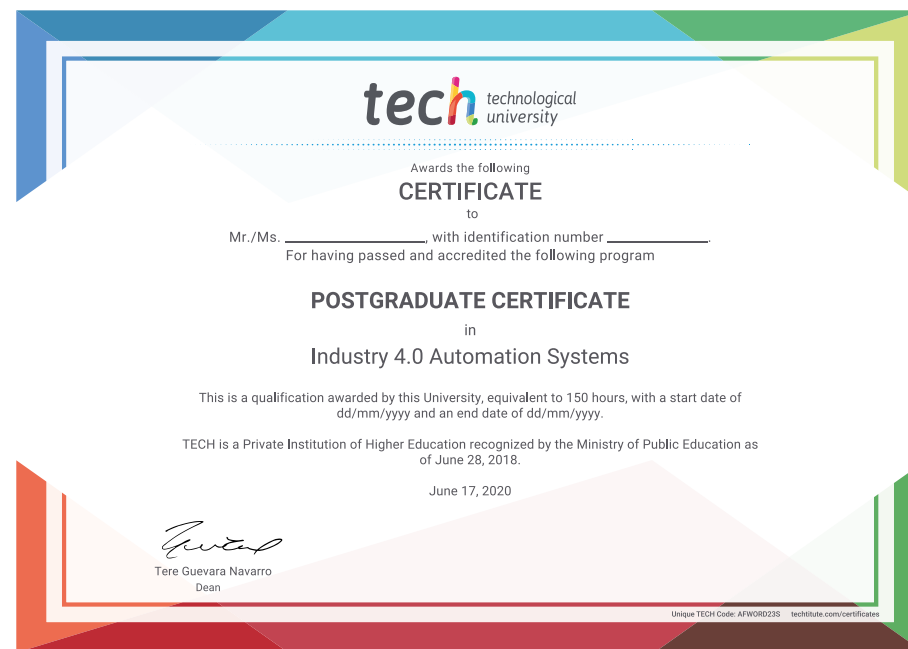 tech technological
university
Awards the following
CERTIFICATE
to
Mr./Ms. ____________________, with identification number ______________.
For having passed and accredited the following program
POSTGRADUATE CERTIFICATE
in
Industry 4.0 Automation Systems
This is a qualification awarded by this University, equivalent to 150 hours, with a start date of
dd/mm/yyyy and an end date of dd/mm/yyyy.
TECH is a Private Institution of Higher Education recognized by the Ministry of Public Education as
of June 28, 2018.
June 17, 2020
Tere Guevara Navarro
Dean
Unique TECH Code: AFWORD23S techtitute.com/certificates